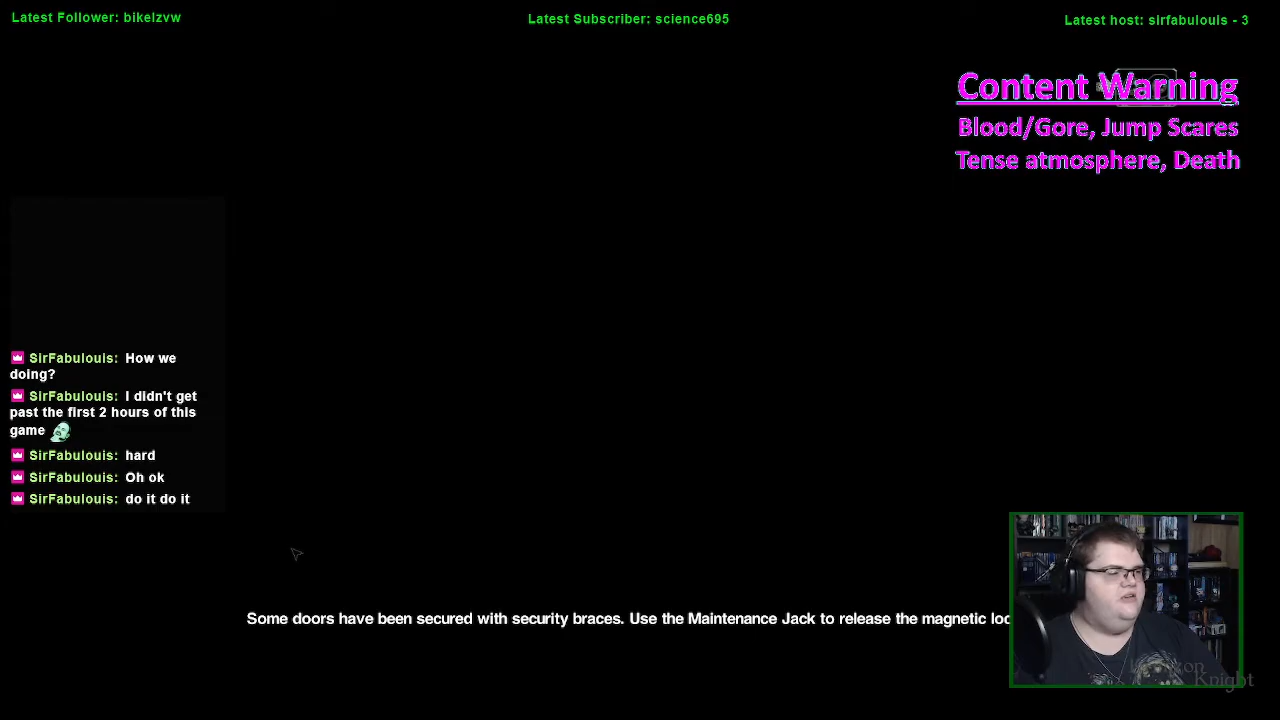 Latest Follower: bikelzvw
Latest Subscriber: science695
Latest host: sirfabulouis - 3
Content Warning
Blood/Gore, Jump Scares
Tense atmosphere, Death
SirFabulouis: How we
doing?
SirFabulouis: I didn't get
past the first 2 hours of this
game
SirFabulouis: hard
SirFabulouis: Oh ok
SirFabulouis: do it do it
Some doors have been secured with security braces. Use the Maintenance Jack to release the magnetic loc
Knight